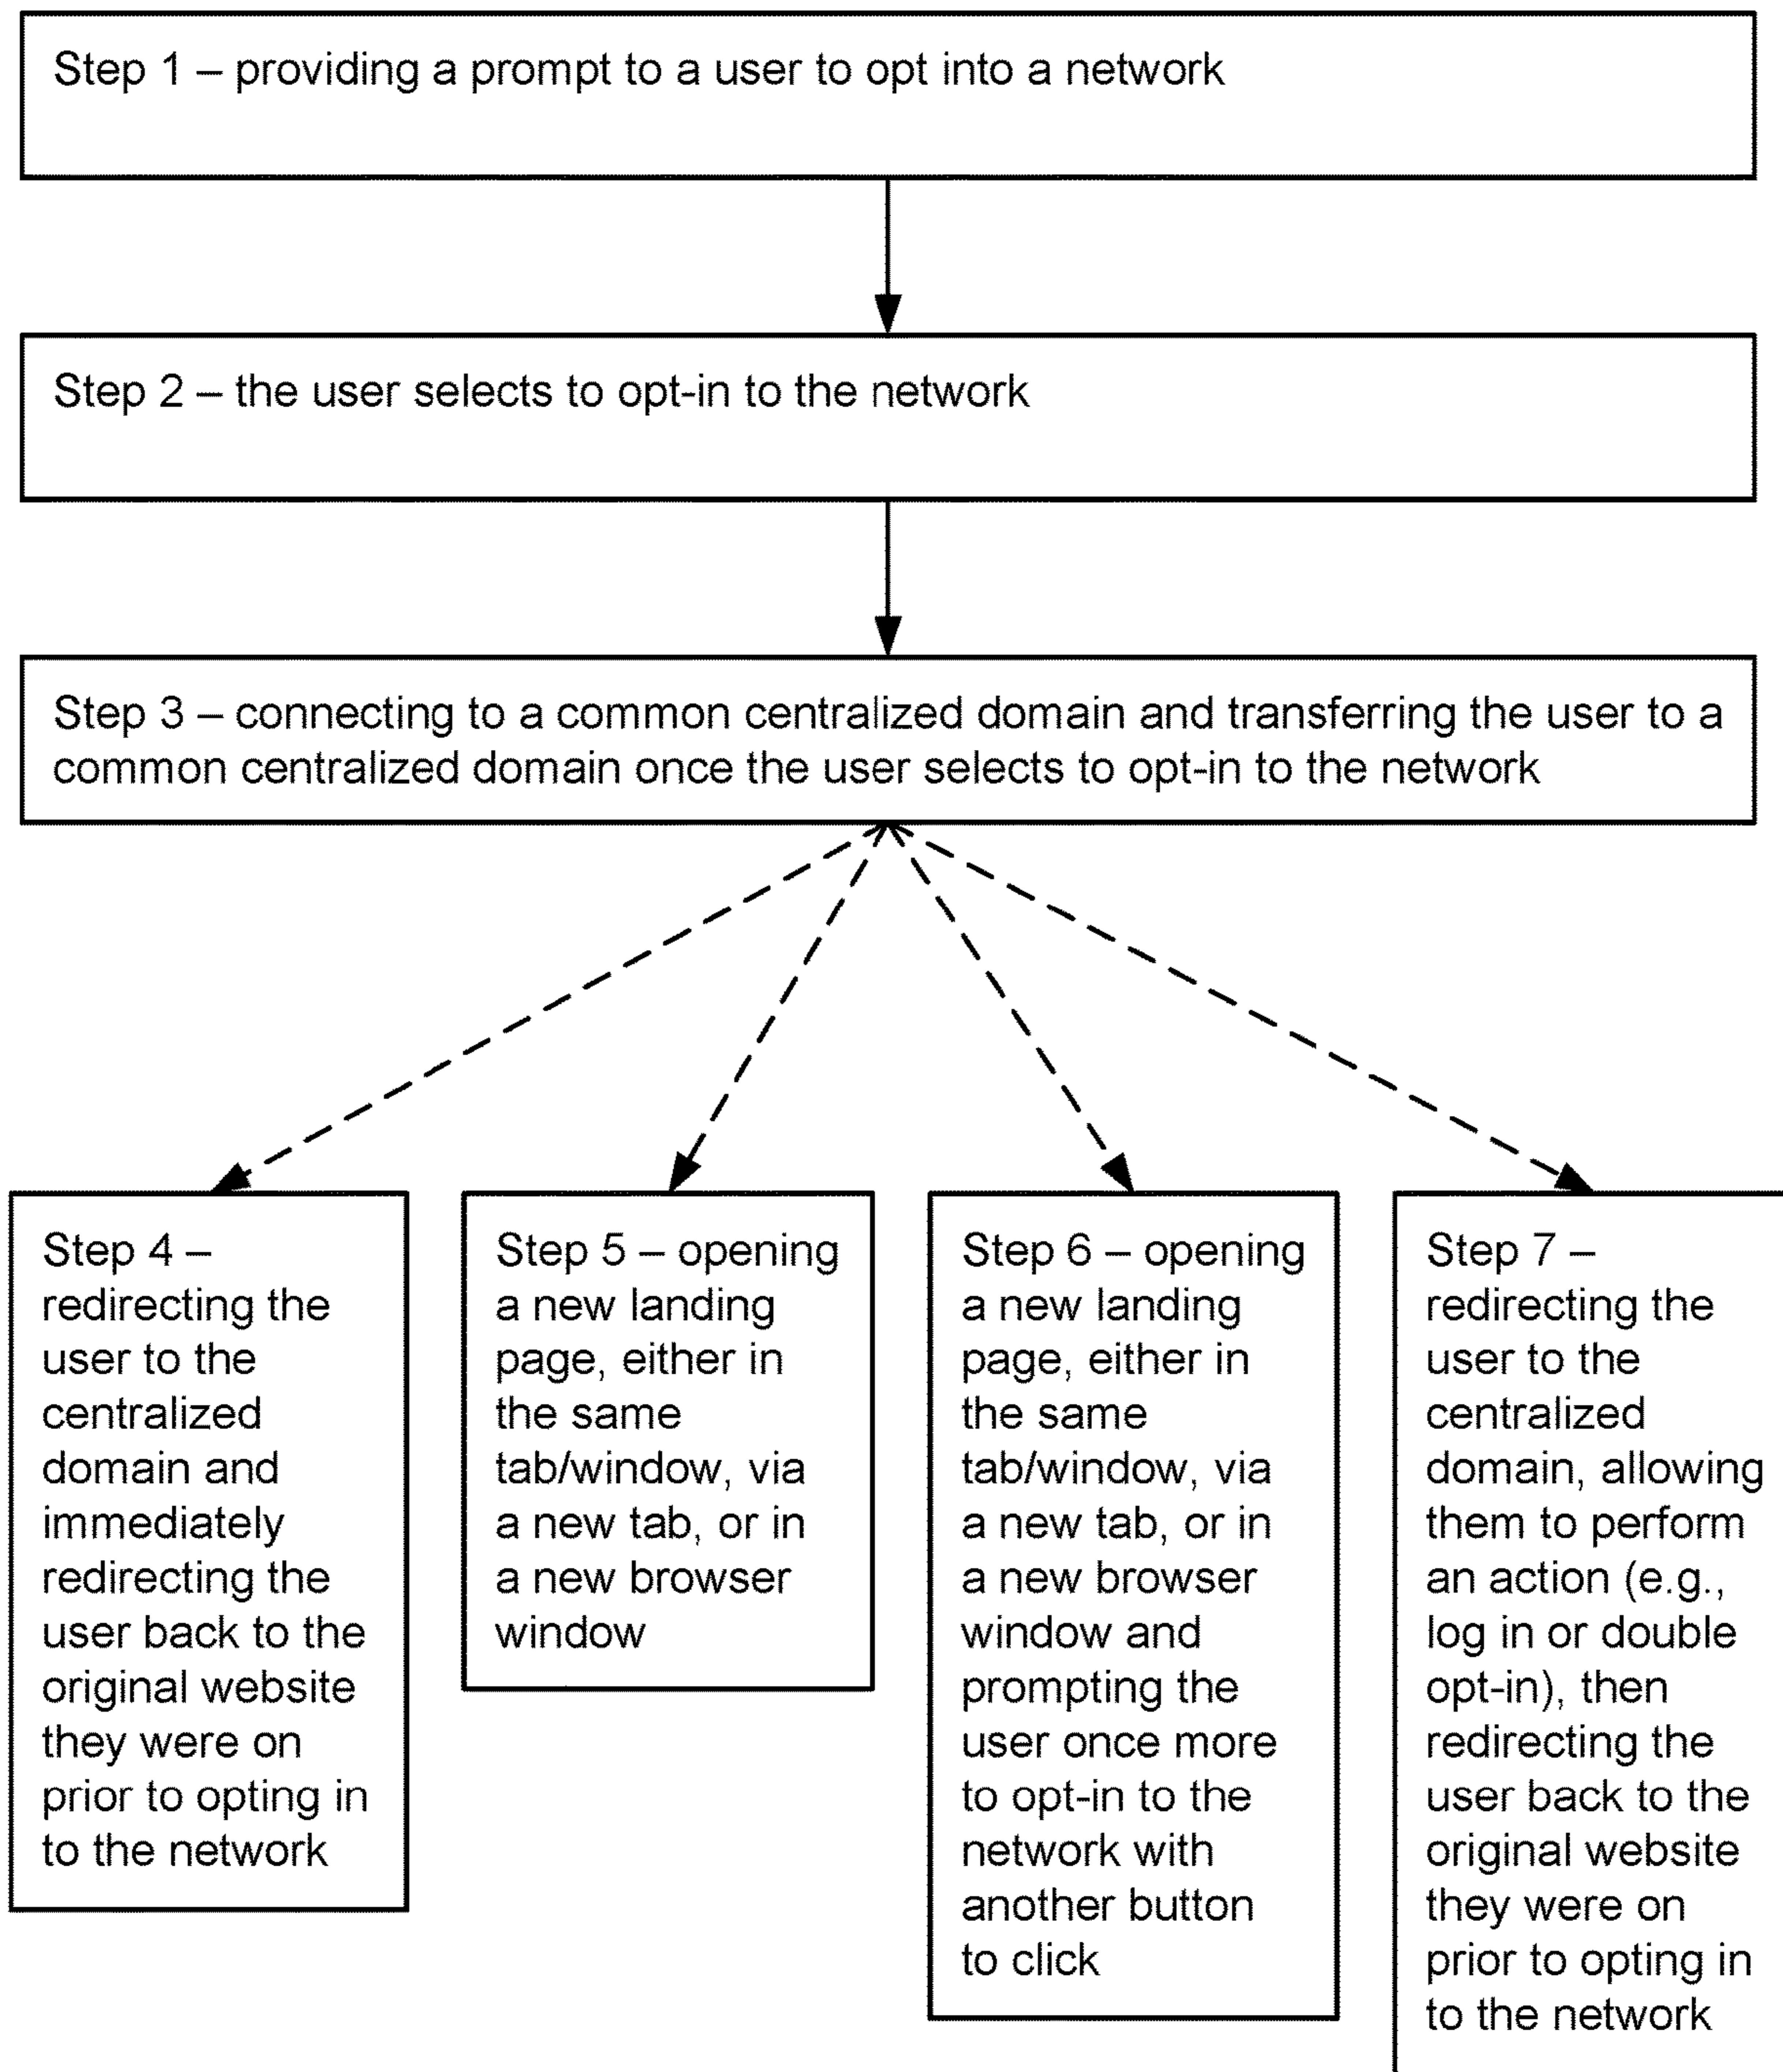 Step 1 – providing a prompt to a user to opt into a network
Step 2 – the user selects to opt-in to the network
Step 3 – connecting to a common centralized domain and transferring the user to a
common centralized domain once the user selects to opt-in to the network
Step 4 –
redirecting the
user to the
centralized
domain and
immediately
redirecting the
user back to the
original website
they were on
prior to opting in
to the network
Step 5 – opening
a new landing
page, either in
the same
tab/window, via
a new tab, or in
a new browser
window
Step 6 – opening
a new landing
page, either in
the same
tab/window, via
a new tab, or in
a new browser
window and
prompting the
user once more
to opt-in to the
network with
another button
to click
Step 7 –
redirecting the
user to the
centralized
domain, allowing
them to perform
an action (e.g.,
log in or double
opt-in), then
redirecting the
user back to the
original website
they were on
prior to opting in
to the network